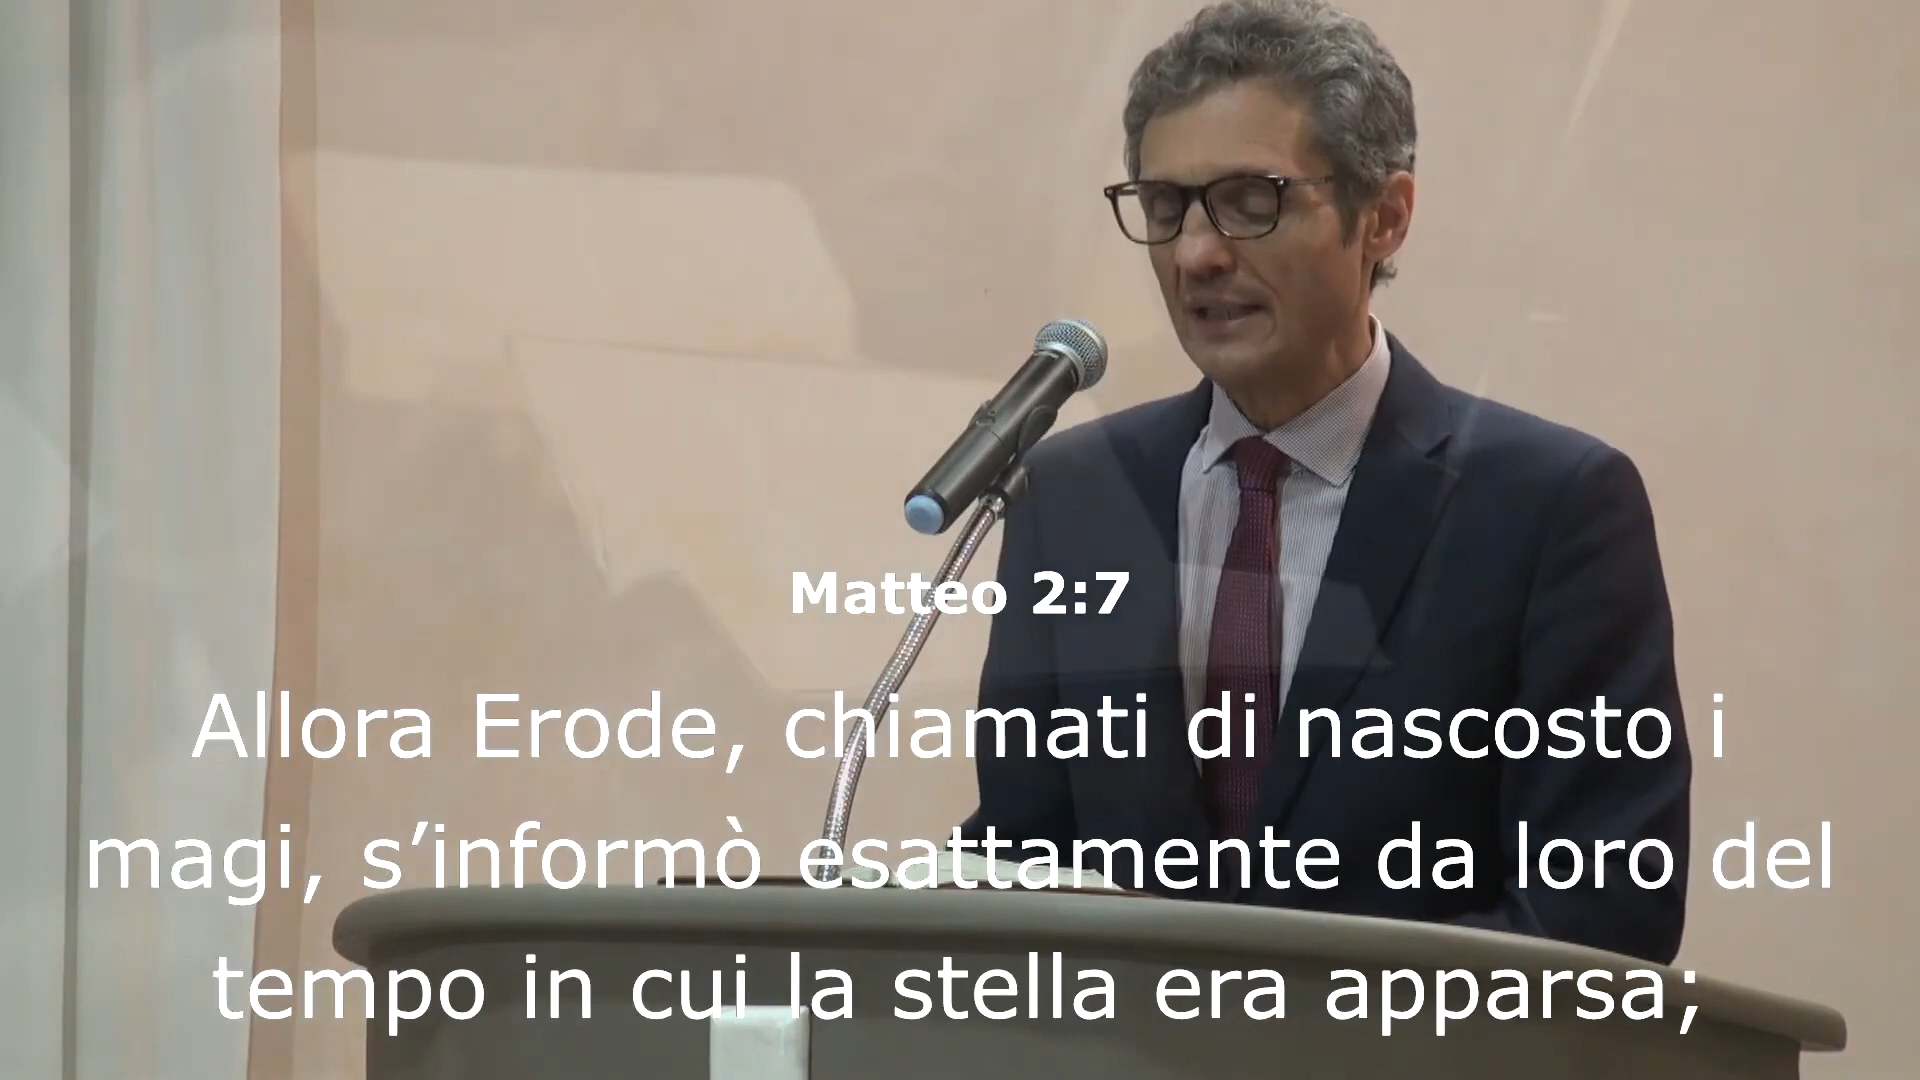 Matteo 2:7
Allora Erode, chiamati di nascosto i
magi, s’informò esattamente da loro del
tempo in cui la stella era apparsa;